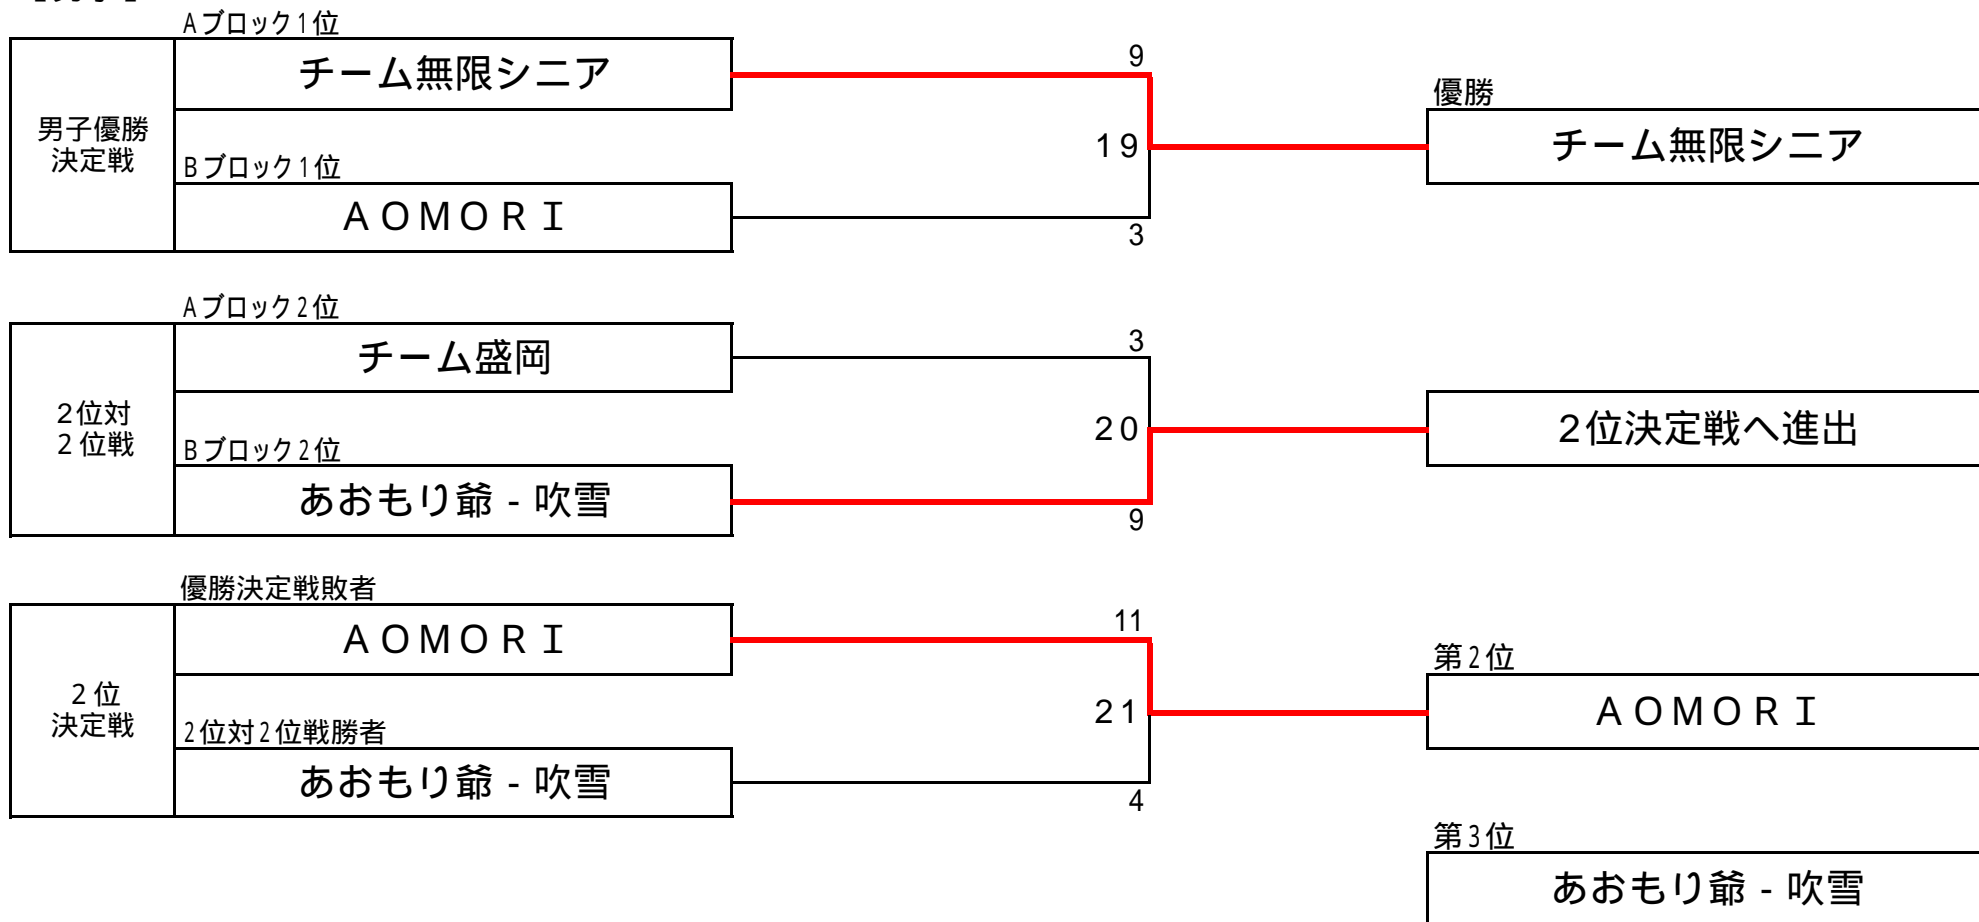 Aブロック1位
チーム無限シニア
9
優勝
男子優勝
決定戦
19
チーム無限シニア
Bブロック1位
ＡＯＭＯＲＩ
3
Aブロック2位
チーム盛岡
3
2位対
２位戦
20
2位決定戦へ進出
Bブロック2位
あおもり爺‐吹雪
9
優勝決定戦敗者
ＡＯＭＯＲＩ
11
第2位
２位
決定戦
21
ＡＯＭＯＲＩ
2位対2位戦勝者
あおもり爺‐吹雪
4
第3位
あおもり爺‐吹雪